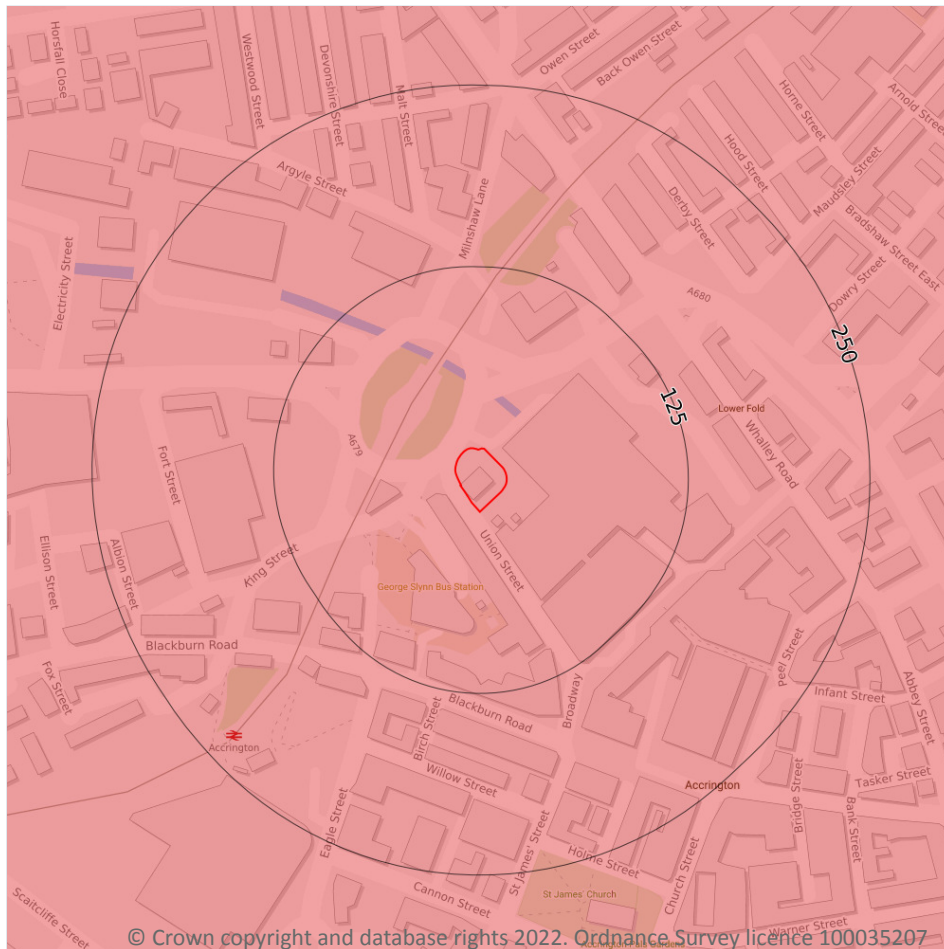 Horsfall Close
Westwood Street
Devonshire Street
Malt Street
Owen Street
Back Owen Street
Horne Street
Arnold Street
Hood Street
Maudsley Street
Argyle Street
Milnshaw Lane
Derby Street
Bradshaw Street East
Electricity Street
A680
Dowry Street
250
125
Lower Fold
Whalley Road
A679
Fort Street
Union Street
Ellison Street
Albion Street
King Street
George Slynn Bus Station
Blackburn Road
Peel Street
Fox Street
Infant Street
Abbey Street
Broadway
Blackburn Road
Birch Street
Accrington
Willow Street
Accrington
Tasker Street
Bridge Street
Bank Street
Eagle Street
St James' Street
Holme Street
Church Street
Cannon Street
St James' Church
Scaitcliffe Street
Warner Street
© Crown copyright and database rights 2022. Ordnance Survey licence 100035207